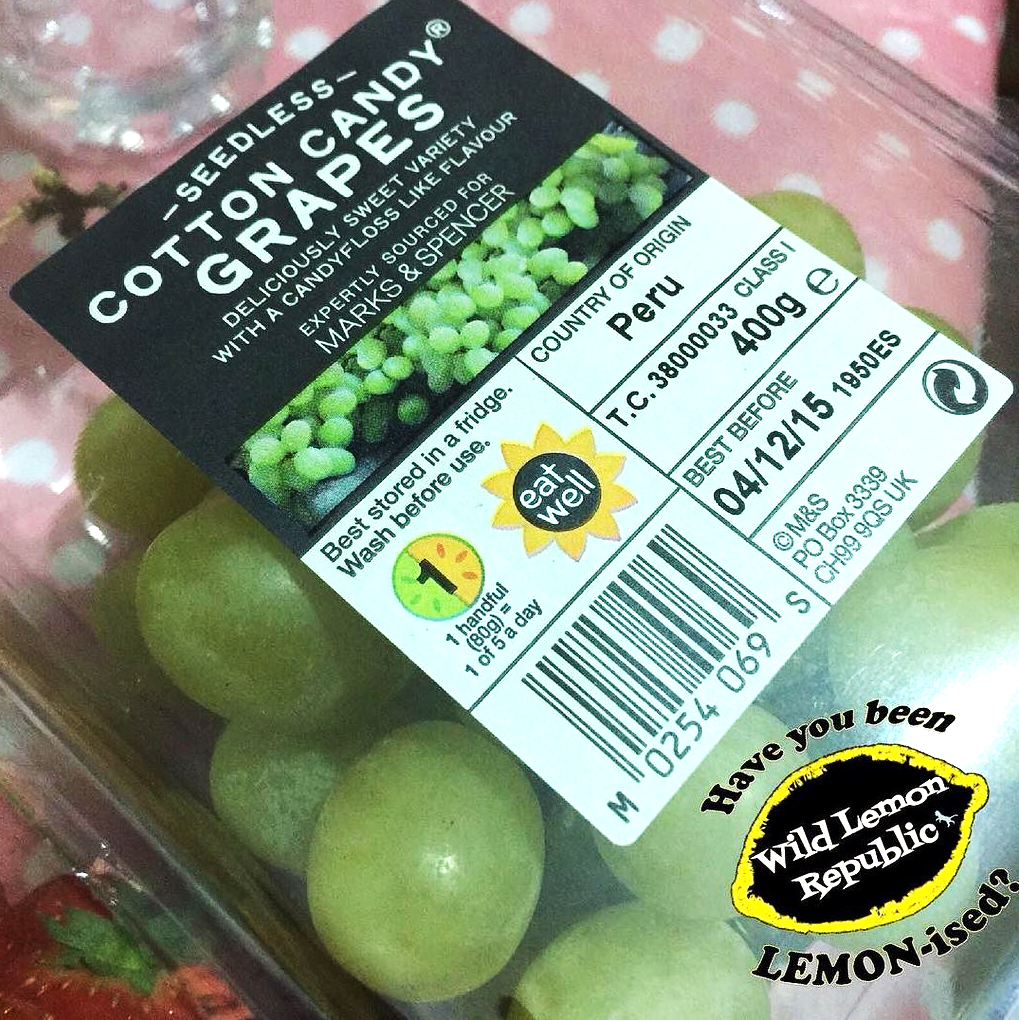 -SEEDLESS-
COTTON CANDY®
GRAPES
DELICIOUSLY SWEET VARIETY
WITH A CANDYFLOSS LIKE FLAVOUR
EXPERTLY SOURCED FOR
MARKS & SPENCER
COUNTRY OF ORIGIN
Peru
T.C. 38000033 CLASS I
400g e
BEST BEFORE
04/12/15 1950ES
Best stored in a fridge.
Wash before use.
eat
well
1
1 handful
(80g) =
1 of 5 a day
©M&S
PO Box 3339
CH99 9QS UK
M 0254 069 S
Have you been
Wild Lemon
Republic
LEMON-ised?